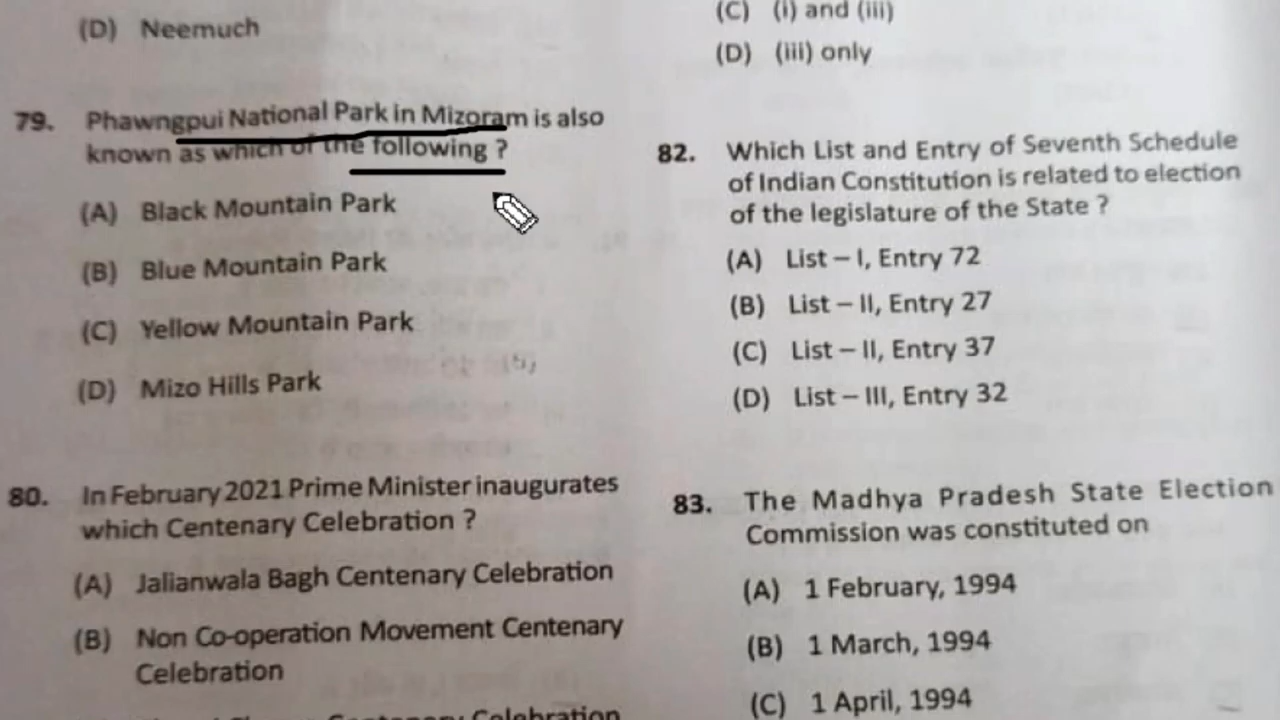 (D) Neemuch
79. Phawngpui National Park in Mizoram is also
known as which of the following ?
(A) Black Mountain Park
(B) Blue Mountain Park
(C) Yellow Mountain Park
(D) Mizo Hills Park
80. In February 2021 Prime Minister inaugurates
which Centenary Celebration ?
(A) Jalianwala Bagh Centenary Celebration
(B) Non Co-operation Movement Centenary
Celebration
Centenary Celebration
(C) (i) and (iii)
(D) (iii) only
82. Which List and Entry of Seventh Schedule
of Indian Constitution is related to election
of the legislature of the State ?
(A) List – I, Entry 72
(B) List – II, Entry 27
(C) List – II, Entry 37
(D) List – III, Entry 32
83. The Madhya Pradesh State Election
Commission was constituted on
(A) 1 February, 1994
(B) 1 March, 1994
(C) 1 April, 1994